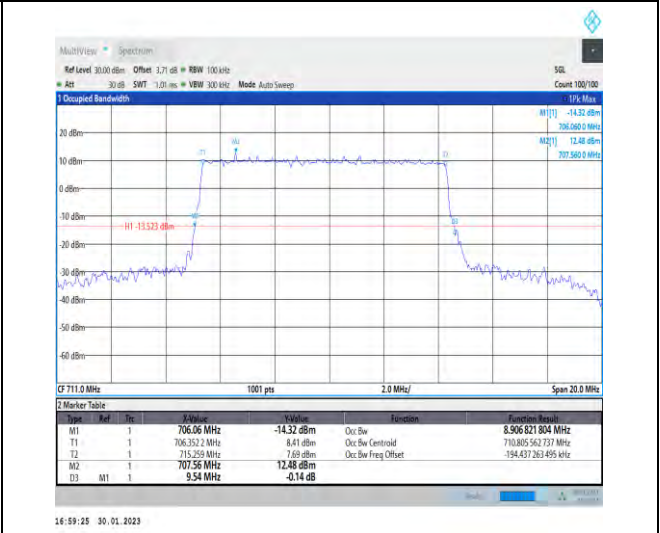 MultiView Spectrum
Ref Level 30.00 dBm Offset 3.71 dB RBW 100 kHz SGL
Att 30 dB SWT 1.01 ms VBW 300 kHz Mode Auto Sweep Count 100/100
1 Occupied Bandwidth 1Pk Max
M1[1] -14.32 dBm
706.060 0 MHz
M2[1] 12.48 dBm
707.560 0 MHz
20 dBm
M2
T1
10 dBm
0 dBm
-10 dBm
H1 -13.523 dBm
-20 dBm
-30 dBm
-40 dBm
-50 dBm
-60 dBm
CF 711.0 MHz 1001 pts 2.0 MHz/ Span 20.0 MHz
2 Marker Table
Type Ref Trc X-Value Y-Value Function Function Result
M1 1 706.06 MHz -14.32 dBm Occ Bw 8.906 821 804 MHz
T1 1 706.352 2 MHz 8.41 dBm Occ Bw Centroid 710.805 562 737 MHz
T2 1 715.259 MHz 7.69 dBm Occ Bw Freq Offset -194.437 263 495 kHz
M2 1 707.56 MHz 12.48 dBm
D3 M1 1 9.54 MHz -0.14 dB
16:59:25 30.01.2023